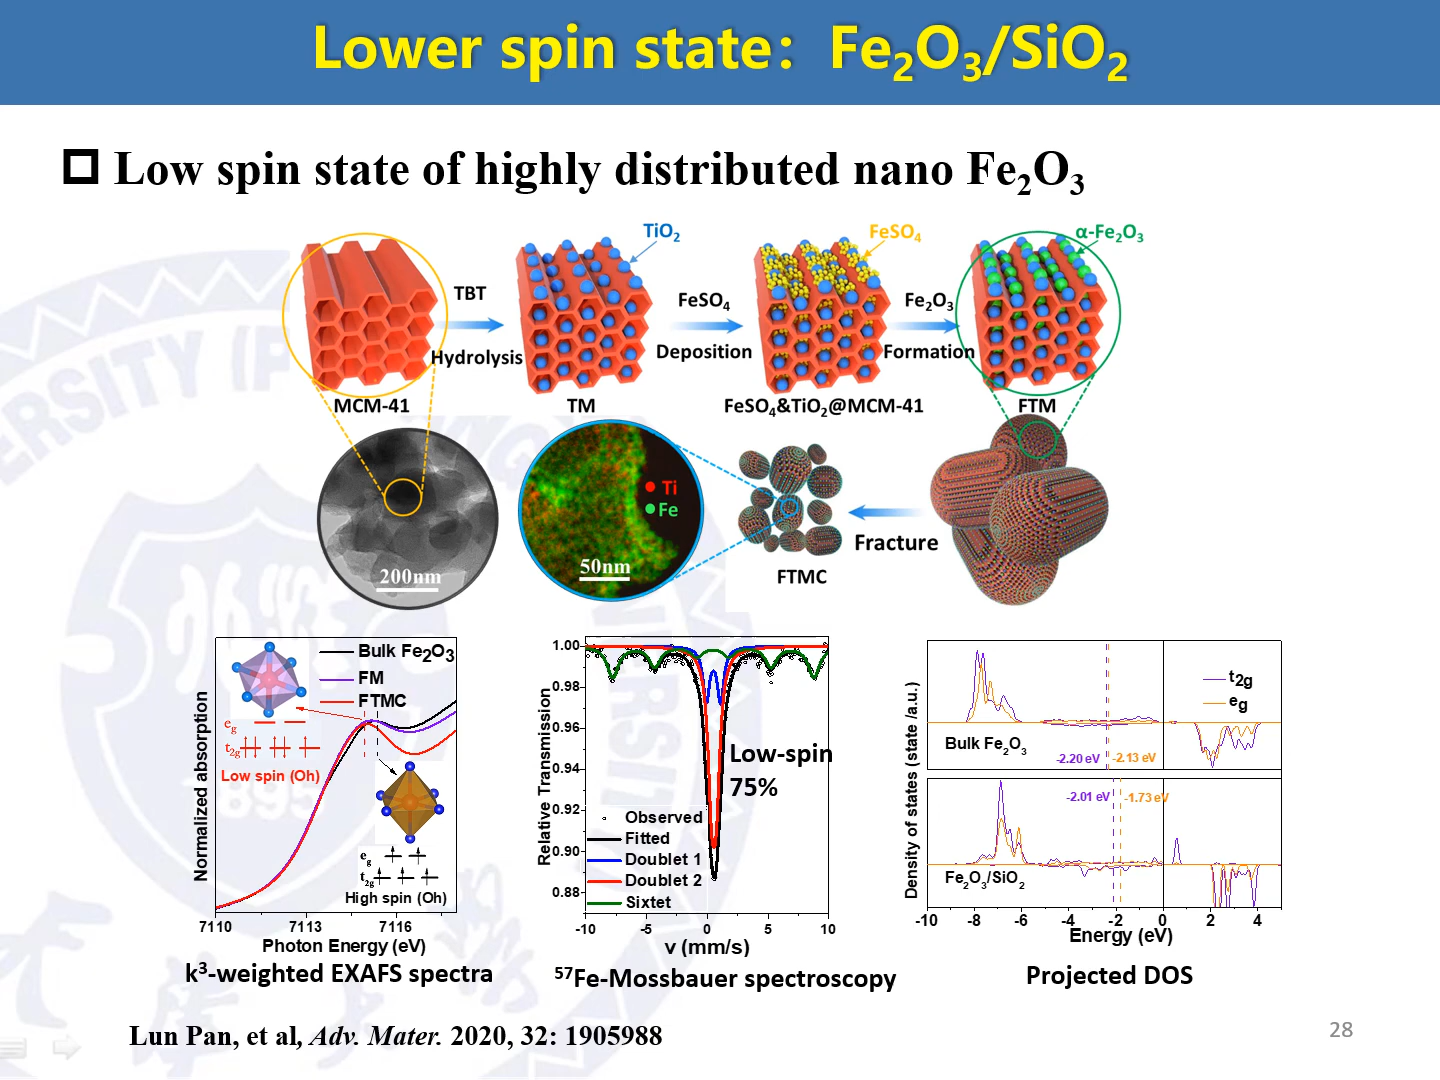 Lower spin state：Fe₂O₃/SiO₂
Low spin state of highly distributed nano Fe₂O₃
TiO₂
FeSO₄
α-Fe₂O₃
TBT
Hydrolysis
FeSO₄
Deposition
Fe₂O₃
Formation
MCM-41
TM
FeSO₄&TiO₂@MCM-41
FTM
200nm
Ti
Fe
50nm
FTMC
Fracture
Normalized absorption
Bulk Fe₂O₃
FM
FTMC
e_g
t₂g
Low spin (Oh)
e_g
t₂g
High spin (Oh)
7110 7113 7116
Photon Energy (eV)
k³-weighted EXAFS spectra
Relative Transmission
1.00
0.98
0.96
0.94
0.92
0.90
0.88
Low-spin
75%
Observed
Fitted
Doublet 1
Doublet 2
Sixtet
-10 -5 0 5 10
v (mm/s)
⁵⁷Fe-Mossbauer spectroscopy
Density of states (state /a.u.)
t₂g
e_g
Bulk Fe₂O₃
-2.20 eV -2.13 eV
-2.01 eV -1.73 eV
Fe₂O₃/SiO₂
-10 -8 -6 -4 -2 0 2 4
Energy (eV)
Projected DOS
Lun Pan, et al, Adv. Mater. 2020, 32: 1905988
28